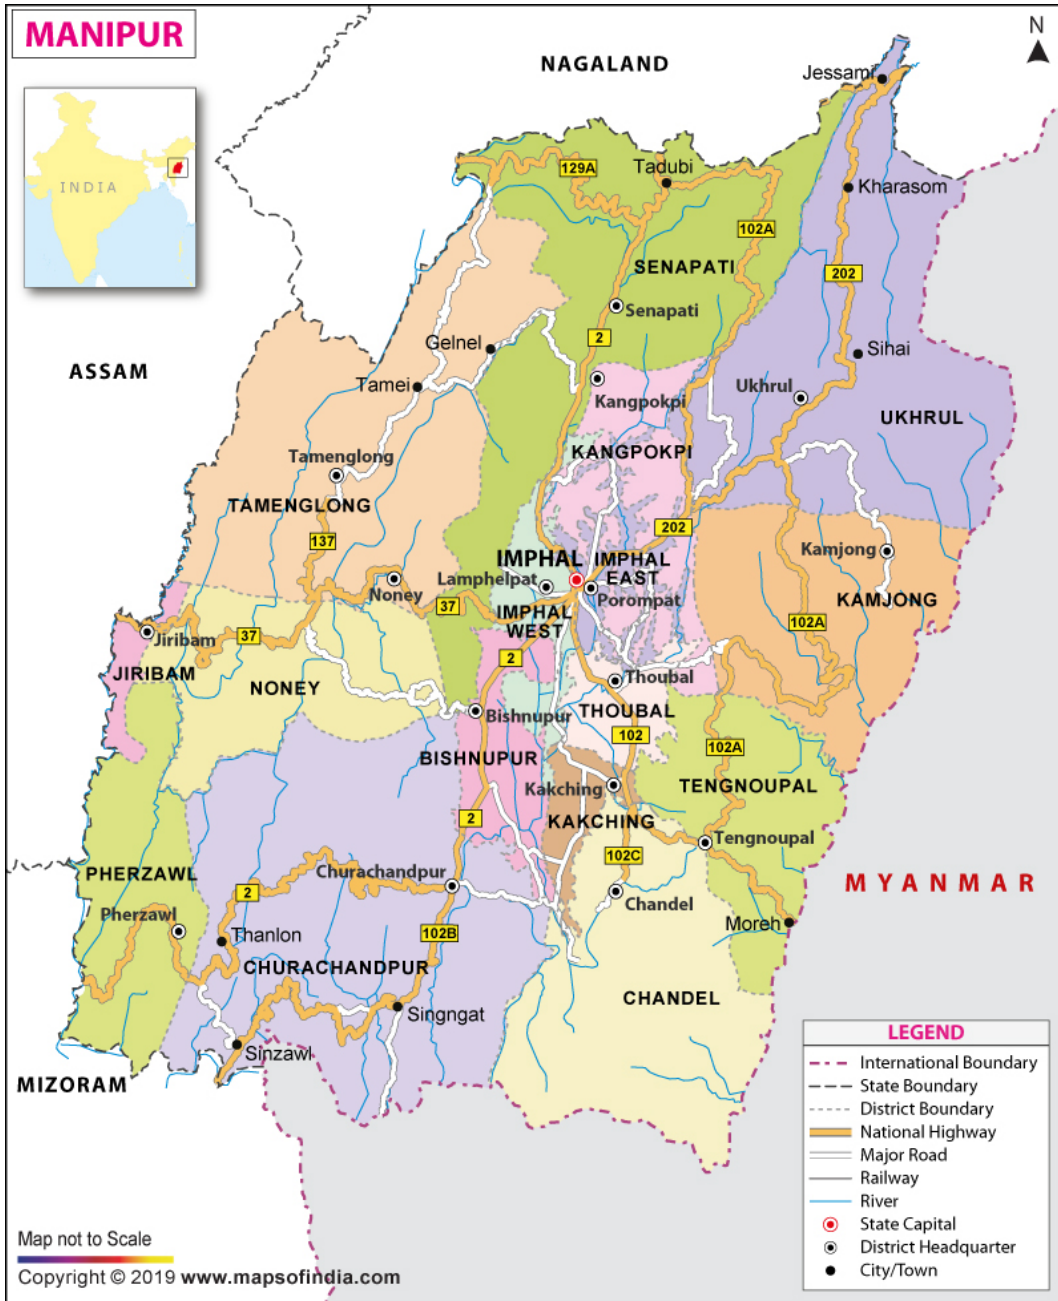 MANIPUR
N
NAGALAND
INDIA
Jessami
129A
Tadubi
Kharasom
102A
SENAPATI
202
Senapati
2
Gelnel
Sihai
ASSAM
Tamei
Kangpokpi
Ukhrul
UKHRUL
KANGPOKPI
Tamenglong
TAMENGLONG
137
202
IMPHAL
IMPHAL
EAST
Kamjong
Lamphelpat
Noney
Porompat
KAMJONG
37
IMPHAL
WEST
102A
Jiribam
37
2
JIRIBAM
NONEY
Thoubal
Bishnupur
THOUBAL
102
102A
BISHNUPUR
TENGNOUPAL
Kakching
2
KAKCHING
Tengnoupal
102C
PHERZAWL
Churachandpur
MYANMAR
2
Chandel
Pherzawl
Moreh
Thanlon
102B
CHURACHANDPUR
CHANDEL
Singngat
Sinzawl
MIZORAM
LEGEND
International Boundary
State Boundary
District Boundary
National Highway
Major Road
Railway
River
State Capital
District Headquarter
City/Town
Map not to Scale
Copyright © 2019 www.mapsofindia.com